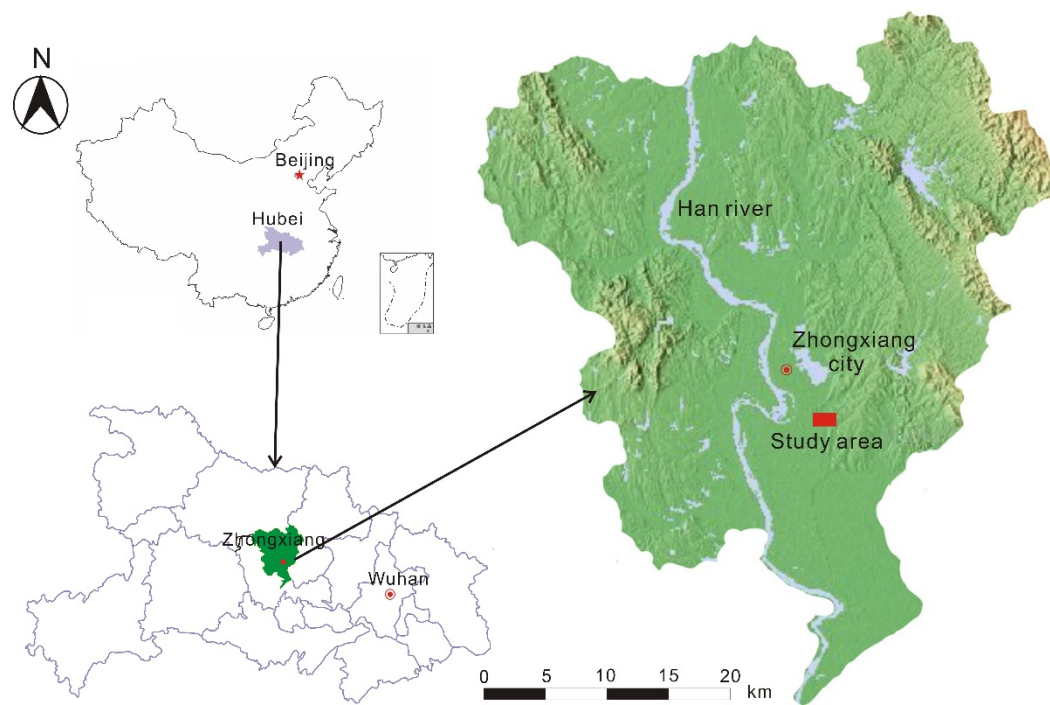 N
Beijing
Hubei
Han river
Zhongxiang
city
Study area
Zhongxiang
Wuhan
0 5 10 15 20
km